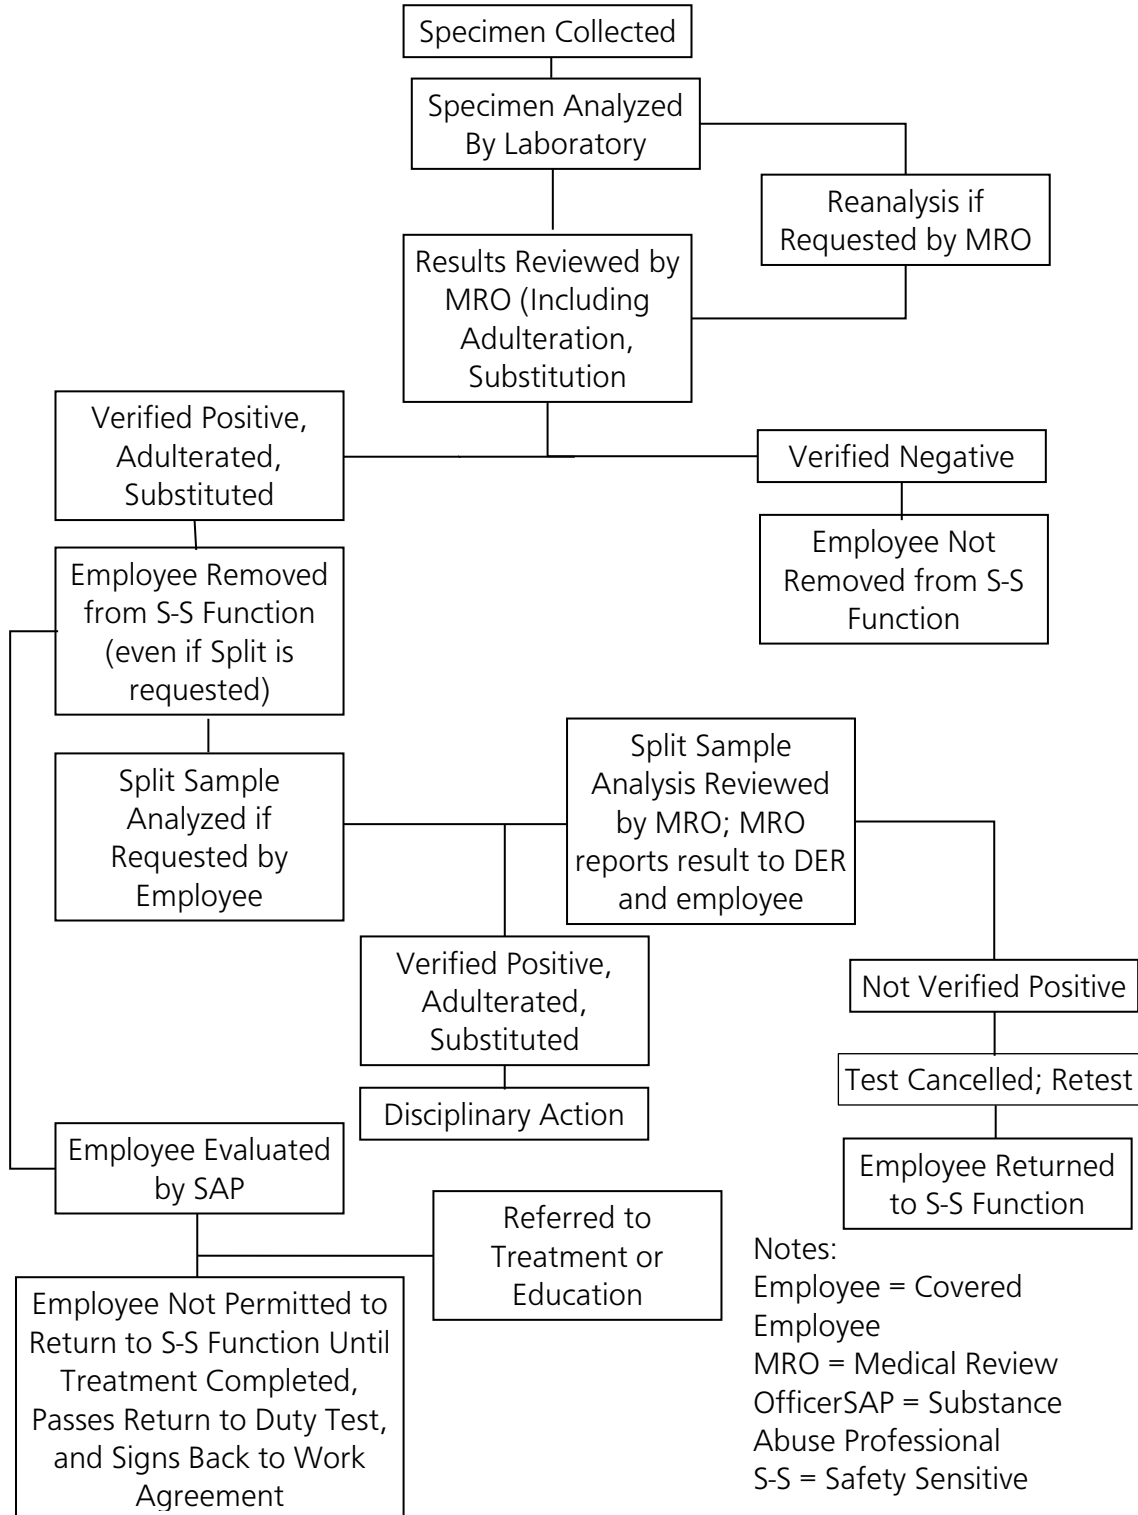 Specimen Collected
Specimen Analyzed
By Laboratory
Reanalysis if
Requested by MRO
Results Reviewed by
MRO (Including
Adulteration,
Substitution
Verified Positive,
Adulterated,
Substituted
Verified Negative
Employee Removed
from S-S Function
(even if Split is
requested)
Employee Not
Removed from S-S
Function
Split Sample
Analyzed if
Requested by
Employee
Split Sample
Analysis Reviewed
by MRO; MRO
reports result to DER
and employee
Verified Positive,
Adulterated,
Substituted
Not Verified Positive
Disciplinary Action
Test Cancelled; Retest
Employee Evaluated
by SAP
Employee Returned
to S-S Function
Referred to
Treatment or
Education
Employee Not Permitted to
Return to S-S Function Until
Treatment Completed,
Passes Return to Duty Test,
and Signs Back to Work
Agreement
Notes:
Employee = Covered
Employee
MRO = Medical Review
OfficerSAP = Substance
Abuse Professional
S-S = Safety Sensitive